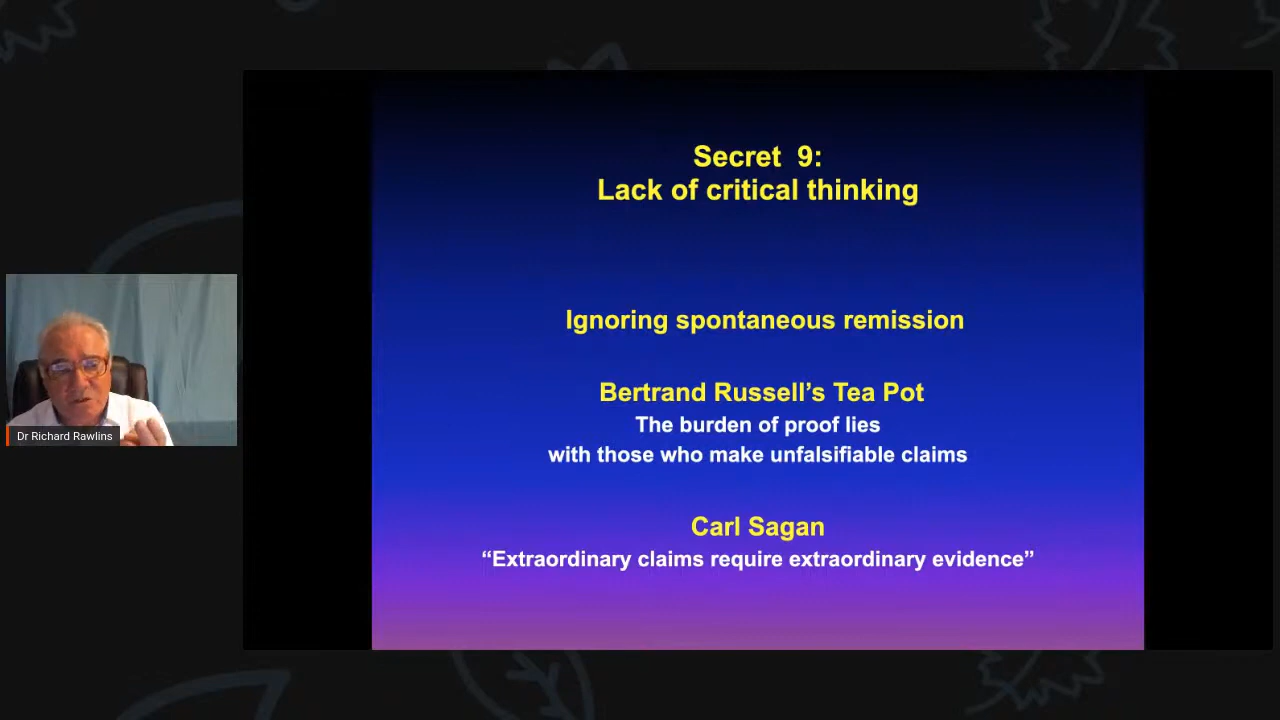 Secret 9:
Lack of critical thinking
Ignoring spontaneous remission
Bertrand Russell’s Tea Pot
The burden of proof lies
with those who make unfalsifiable claims
Carl Sagan
“Extraordinary claims require extraordinary evidence”
Dr Richard Rawlins